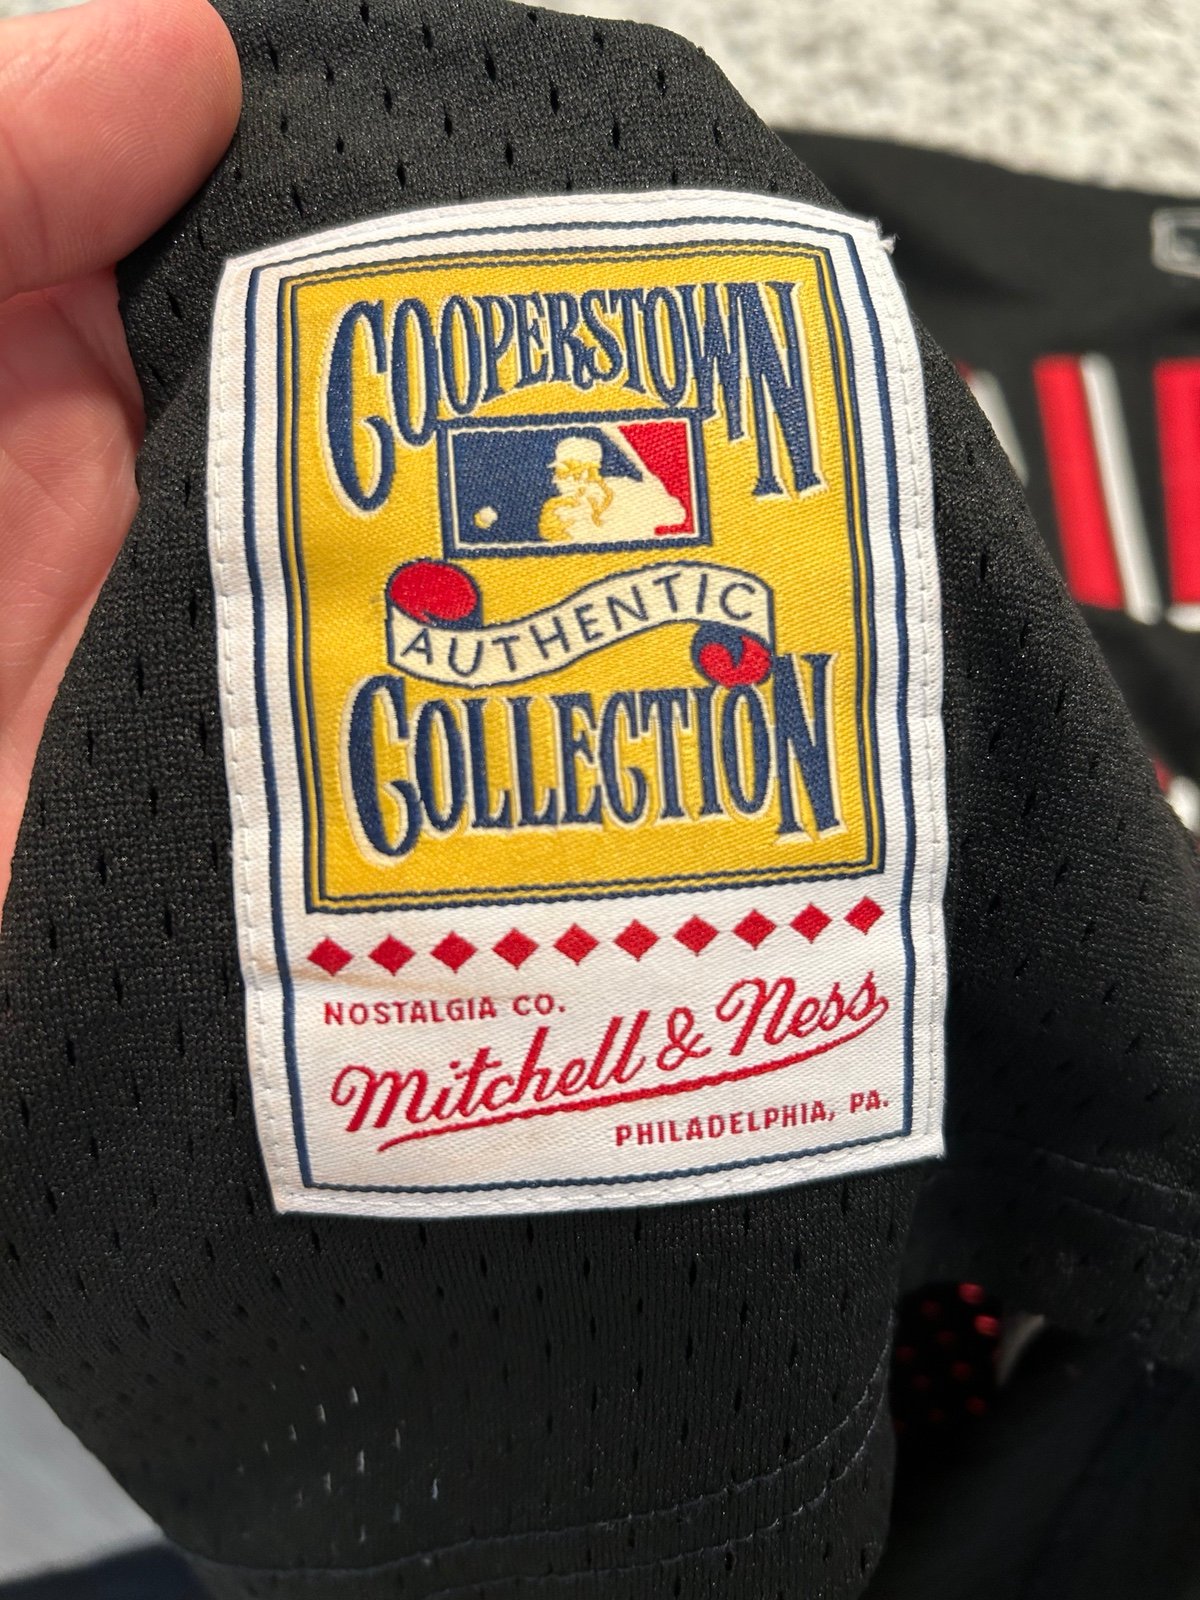 COOPERSTOWN
AUTHENTIC
COLLECTION
NOSTALGIA CO.
Mitchell & Ness
PHILADELPHIA, PA.